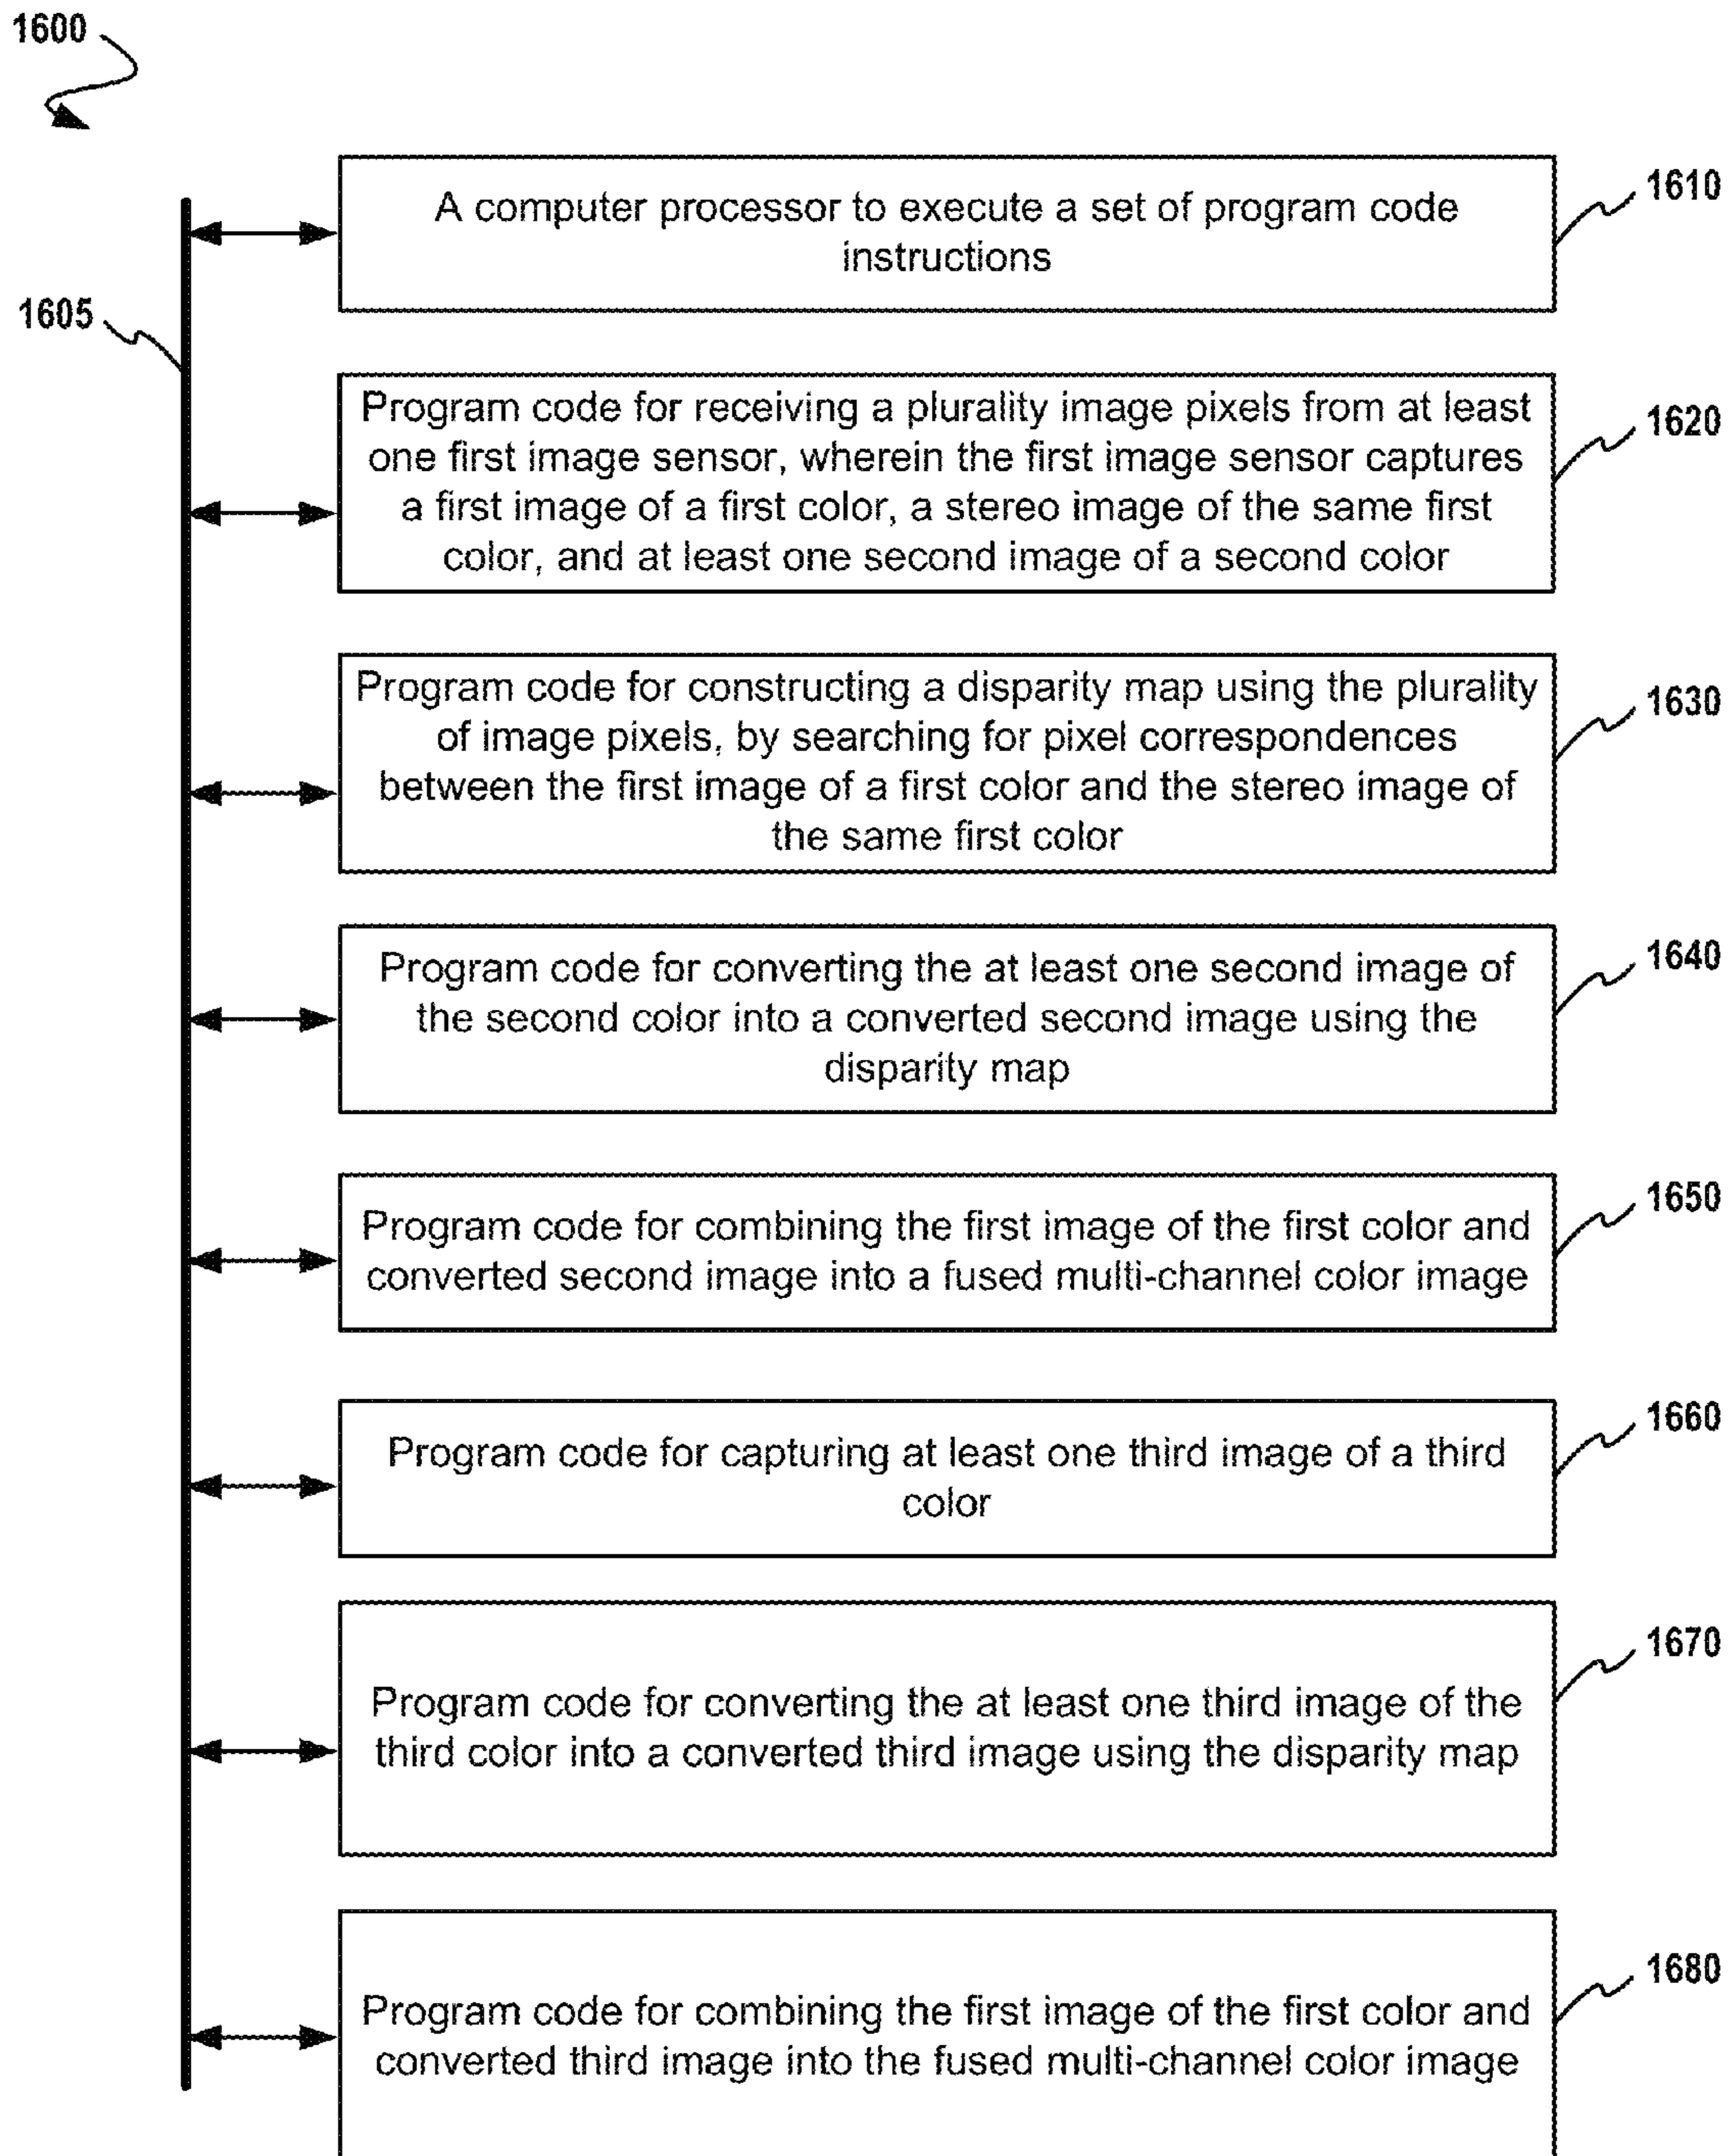 1600
1610
A computer processor to execute a set of program code
instructions
1605
1620
Program code for receiving a plurality image pixels from at least
one first image sensor, wherein the first image sensor captures
a first image of a first color, a stereo image of the same first
color, and at least one second image of a second color
1630
Program code for constructing a disparity map using the plurality
of image pixels, by searching for pixel correspondences
between the first image of a first color and the stereo image of
the same first color
1640
Program code for converting the at least one second image of
the second color into a converted second image using the
disparity map
1650
Program code for combining the first image of the first color and
converted second image into a fused multi-channel color image
1660
Program code for capturing at least one third image of a third
color
1670
Program code for converting the at least one third image of the
third color into a converted third image using the disparity map
1680
Program code for combining the first image of the first color and
converted third image into the fused multi-channel color image